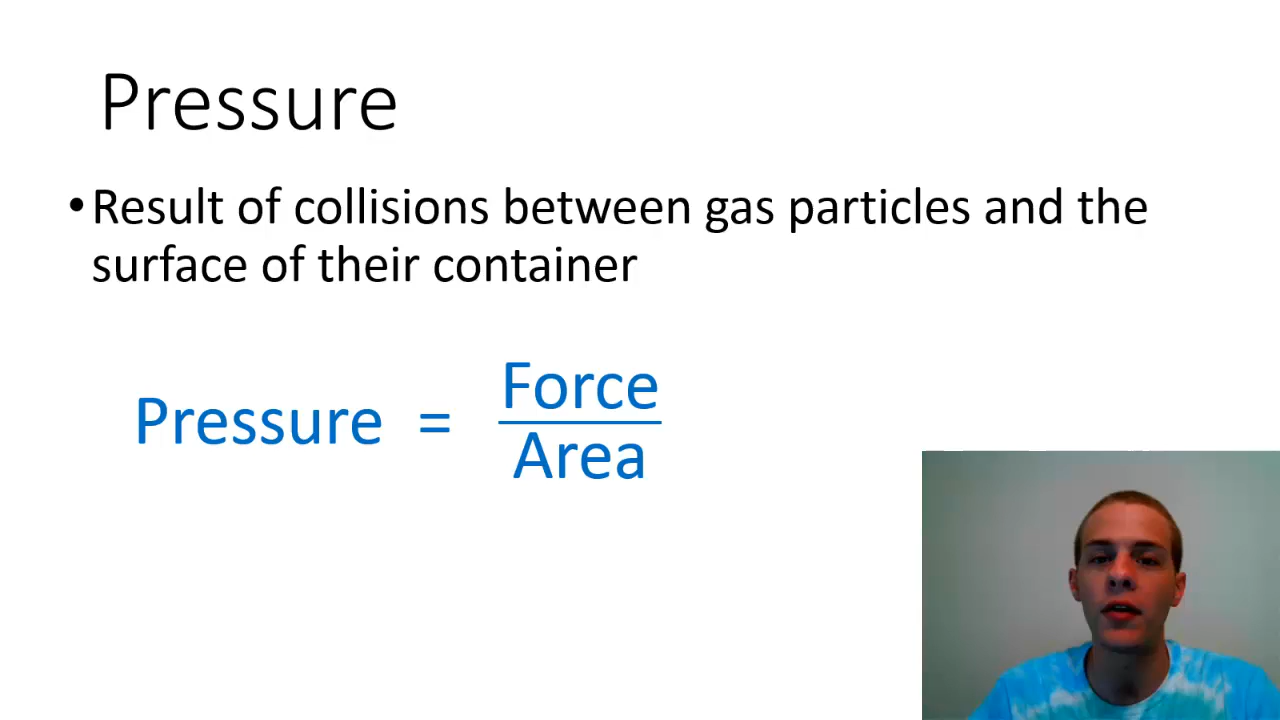 Pressure
•Result of collisions between gas particles and the
surface of their container
Force
Pressure =
Area